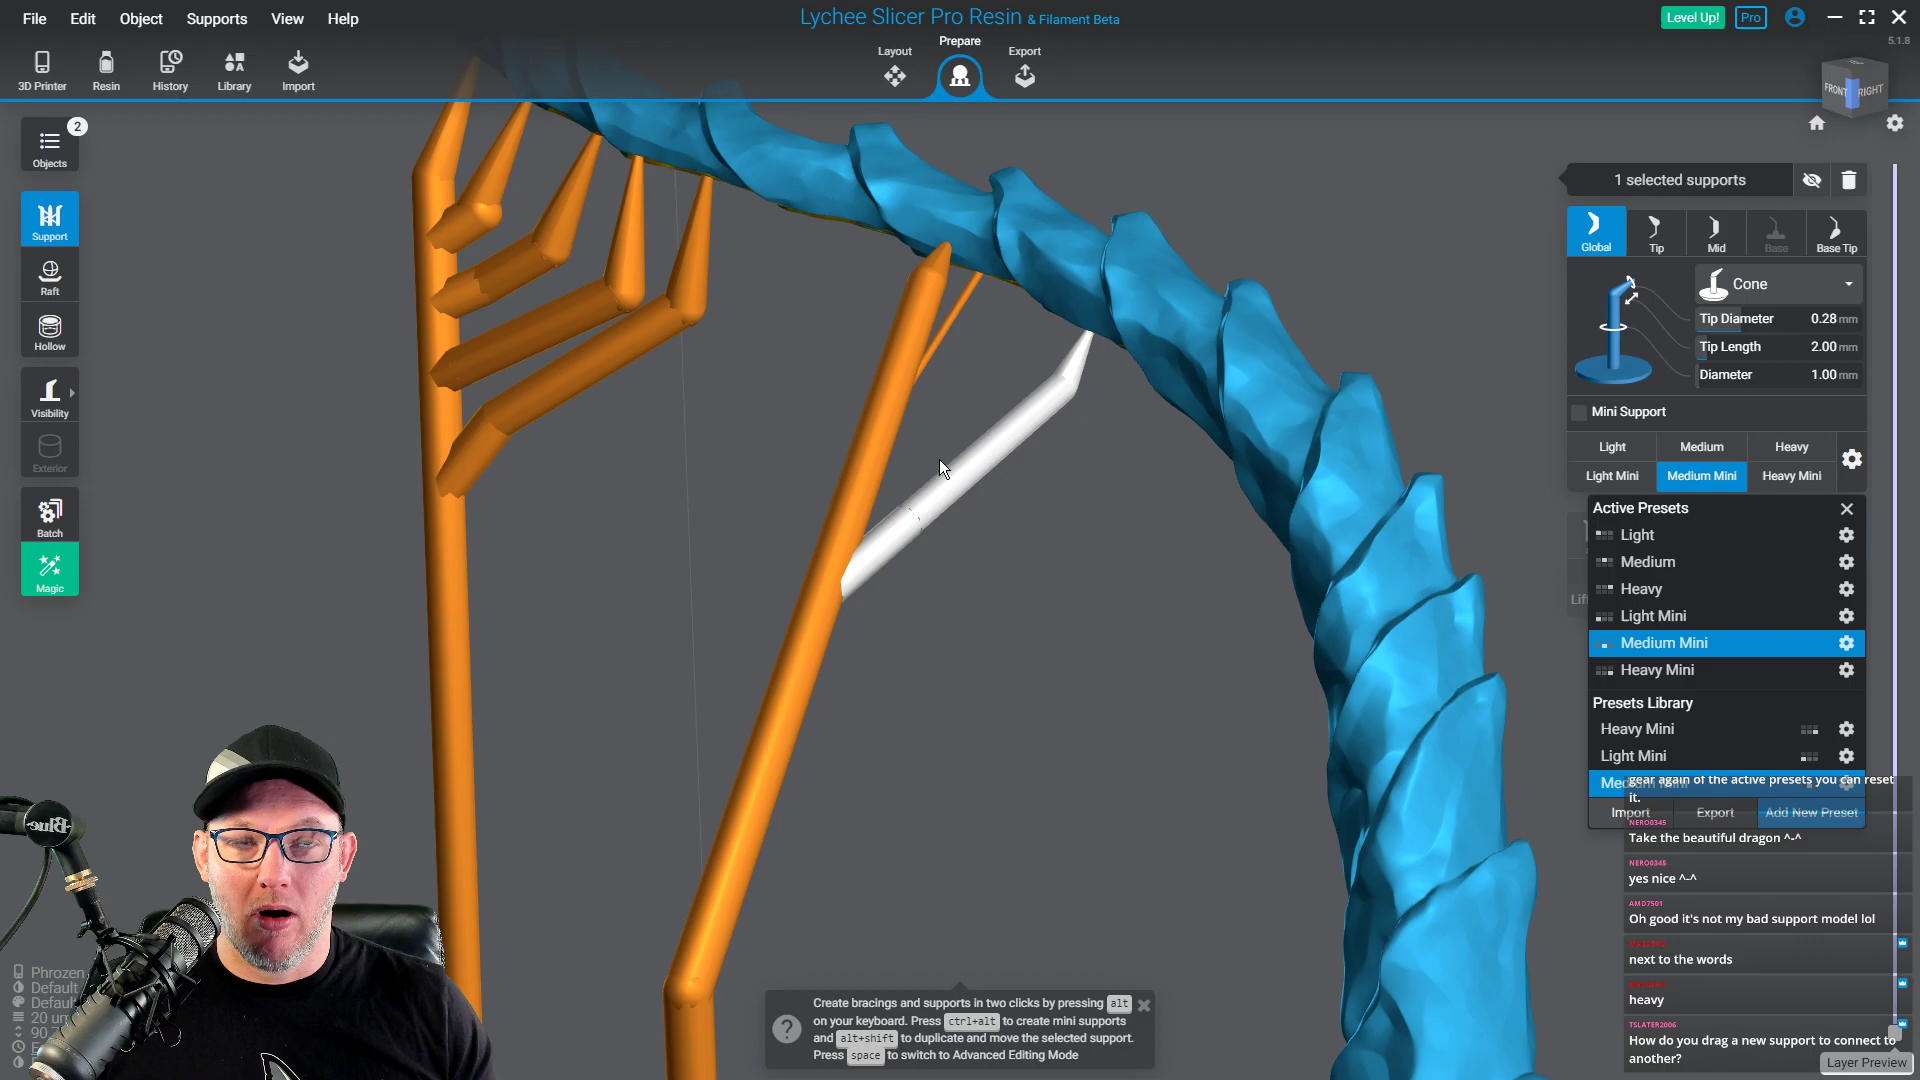 File Edit Object Supports View Help
Lychee Slicer Pro Resin & Filament Beta
Level Up! Pro
5.1.8
3D Printer Resin History Library Import
Layout Prepare Export
FRONT RIGHT
Objects 2
Support
Raft
Hollow
Visibility
Exterior
Batch
Magic
1 selected supports
Global Tip Mid Base Base Tip
Cone
Tip Diameter 0.28 mm
Tip Length 2.00 mm
Diameter 1.00 mm
Mini Support
Light Medium Heavy
Light Mini Medium Mini Heavy Mini
Active Presets
Light
Medium
Heavy
Light Mini
Medium Mini
Heavy Mini
Presets Library
Heavy Mini
Light Mini
gear again of the active presets you can reset
it.
Import Export Add New Preset
NERO0345
Take the beautiful dragon ^-^
NERO0345
yes nice ^-^
AMD7501
Oh good it's not my bad support model lol
next to the words
heavy
TSLATER2006
How do you drag a new support to connect to
another?
Layer Preview
Create bracings and supports in two clicks by pressing alt
on your keyboard. Press ctrl+alt to create mini supports
and alt+shift to duplicate and move the selected support.
Press space to switch to Advanced Editing Mode
Phrozen
Default
20
90
Blue